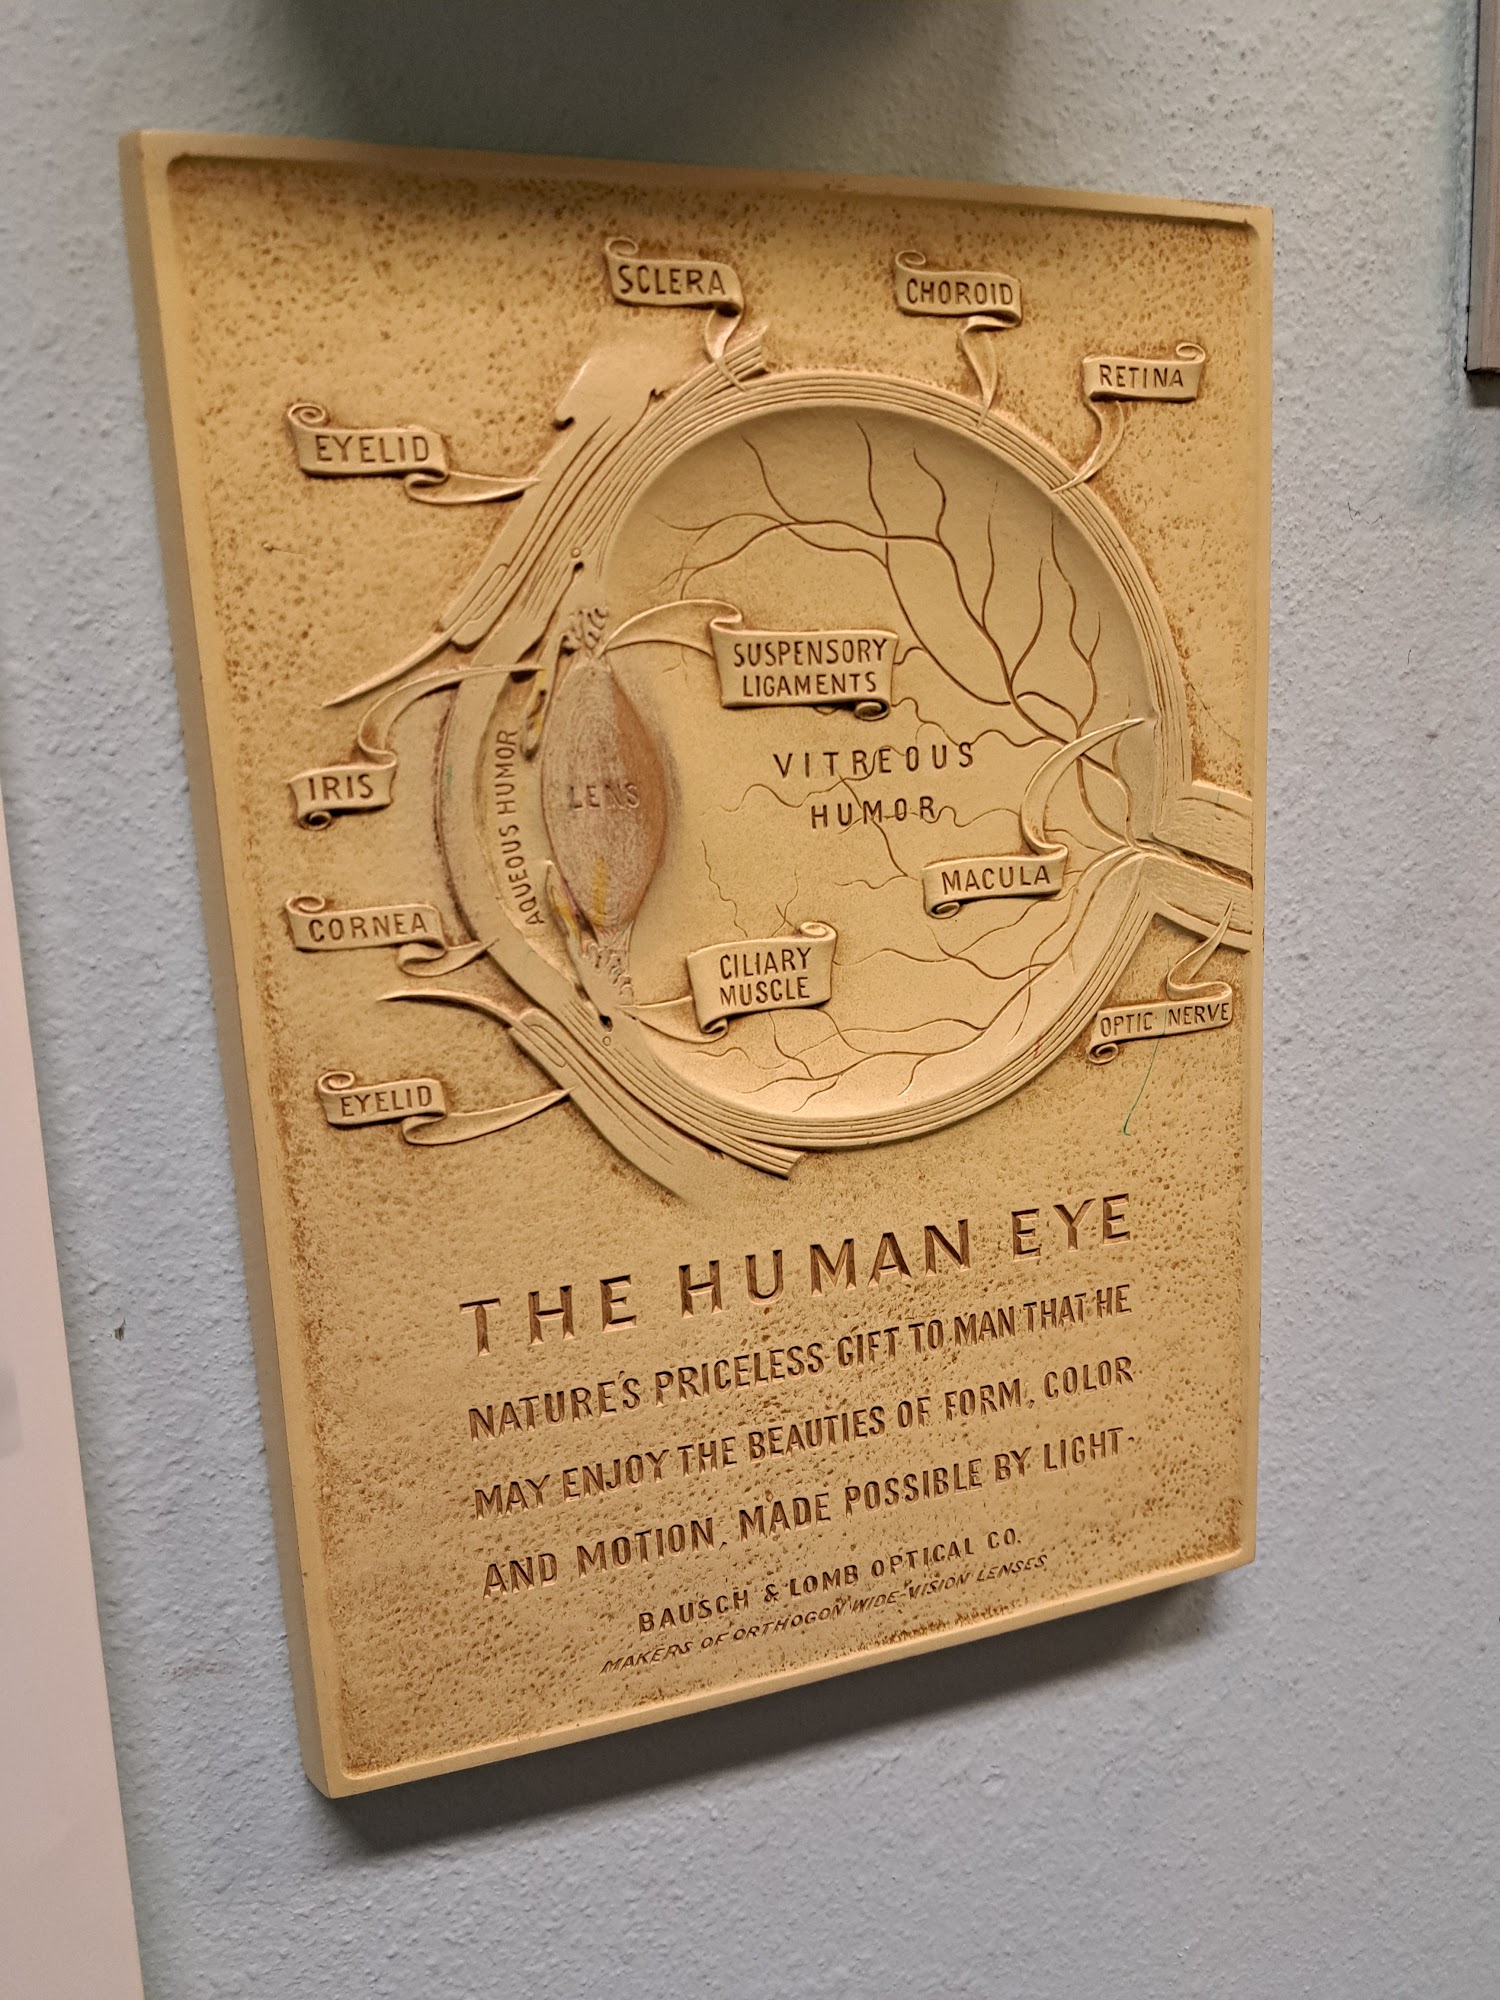 SCLERA
CHOROID
RETINA
EYELID
SUSPENSORY
LIGAMENTS
VITREOUS
HUMOR
IRIS
AQUEOUS HUMOR
LENS
MACULA
CORNEA
CILIARY
MUSCLE
OPTIC NERVE
EYELID
THE HUMAN EYE
NATURE'S PRICELESS GIFT TO MAN THAT HE
MAY ENJOY THE BEAUTIES OF FORM, COLOR
AND MOTION, MADE POSSIBLE BY LIGHT.
BAUSCH & LOMB OPTICAL CO.
MAKERS OF ORTHOGON WIDE-VISION LENSES